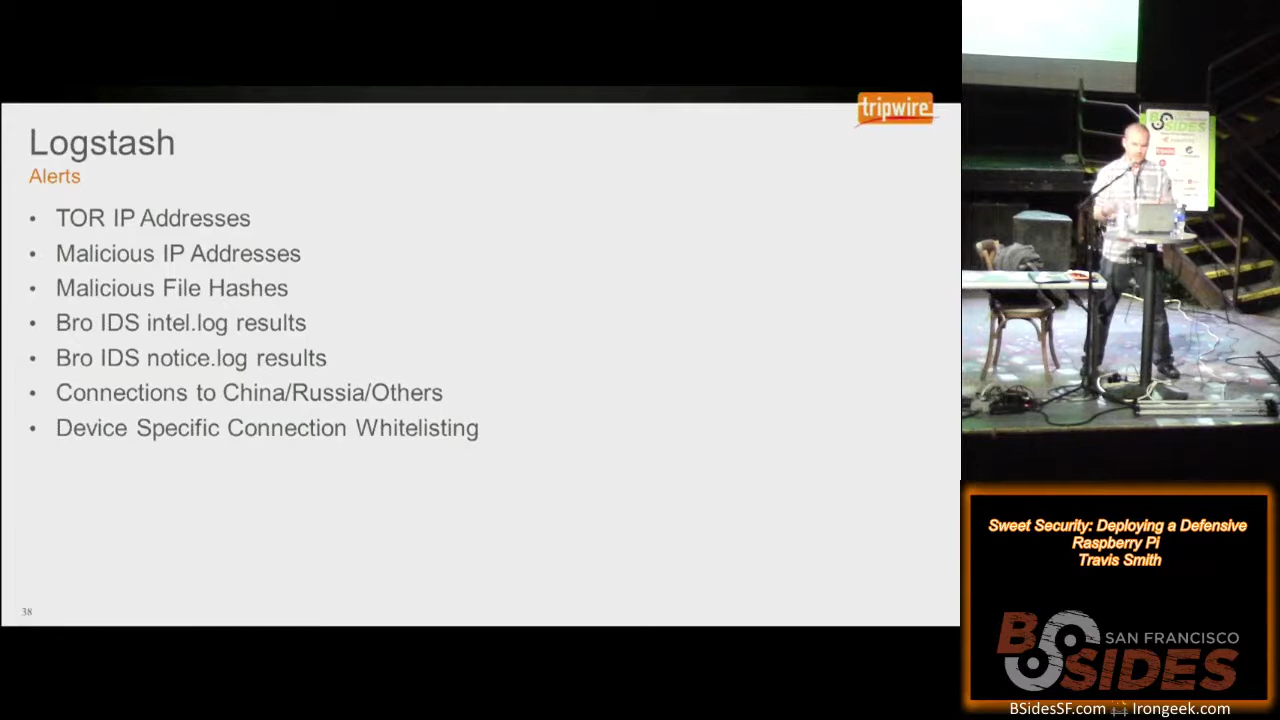 tripwire
Logstash
Alerts
• TOR IP Addresses
• Malicious IP Addresses
• Malicious File Hashes
• Bro IDS intel.log results
• Bro IDS notice.log results
• Connections to China/Russia/Others
• Device Specific Connection Whitelisting
38
BSIDES
Sweet Security: Deploying a Defensive
Raspberry Pi
Travis Smith
BSIDES
SAN FRANCISCO
BSidesSF.com
Irongeek.com